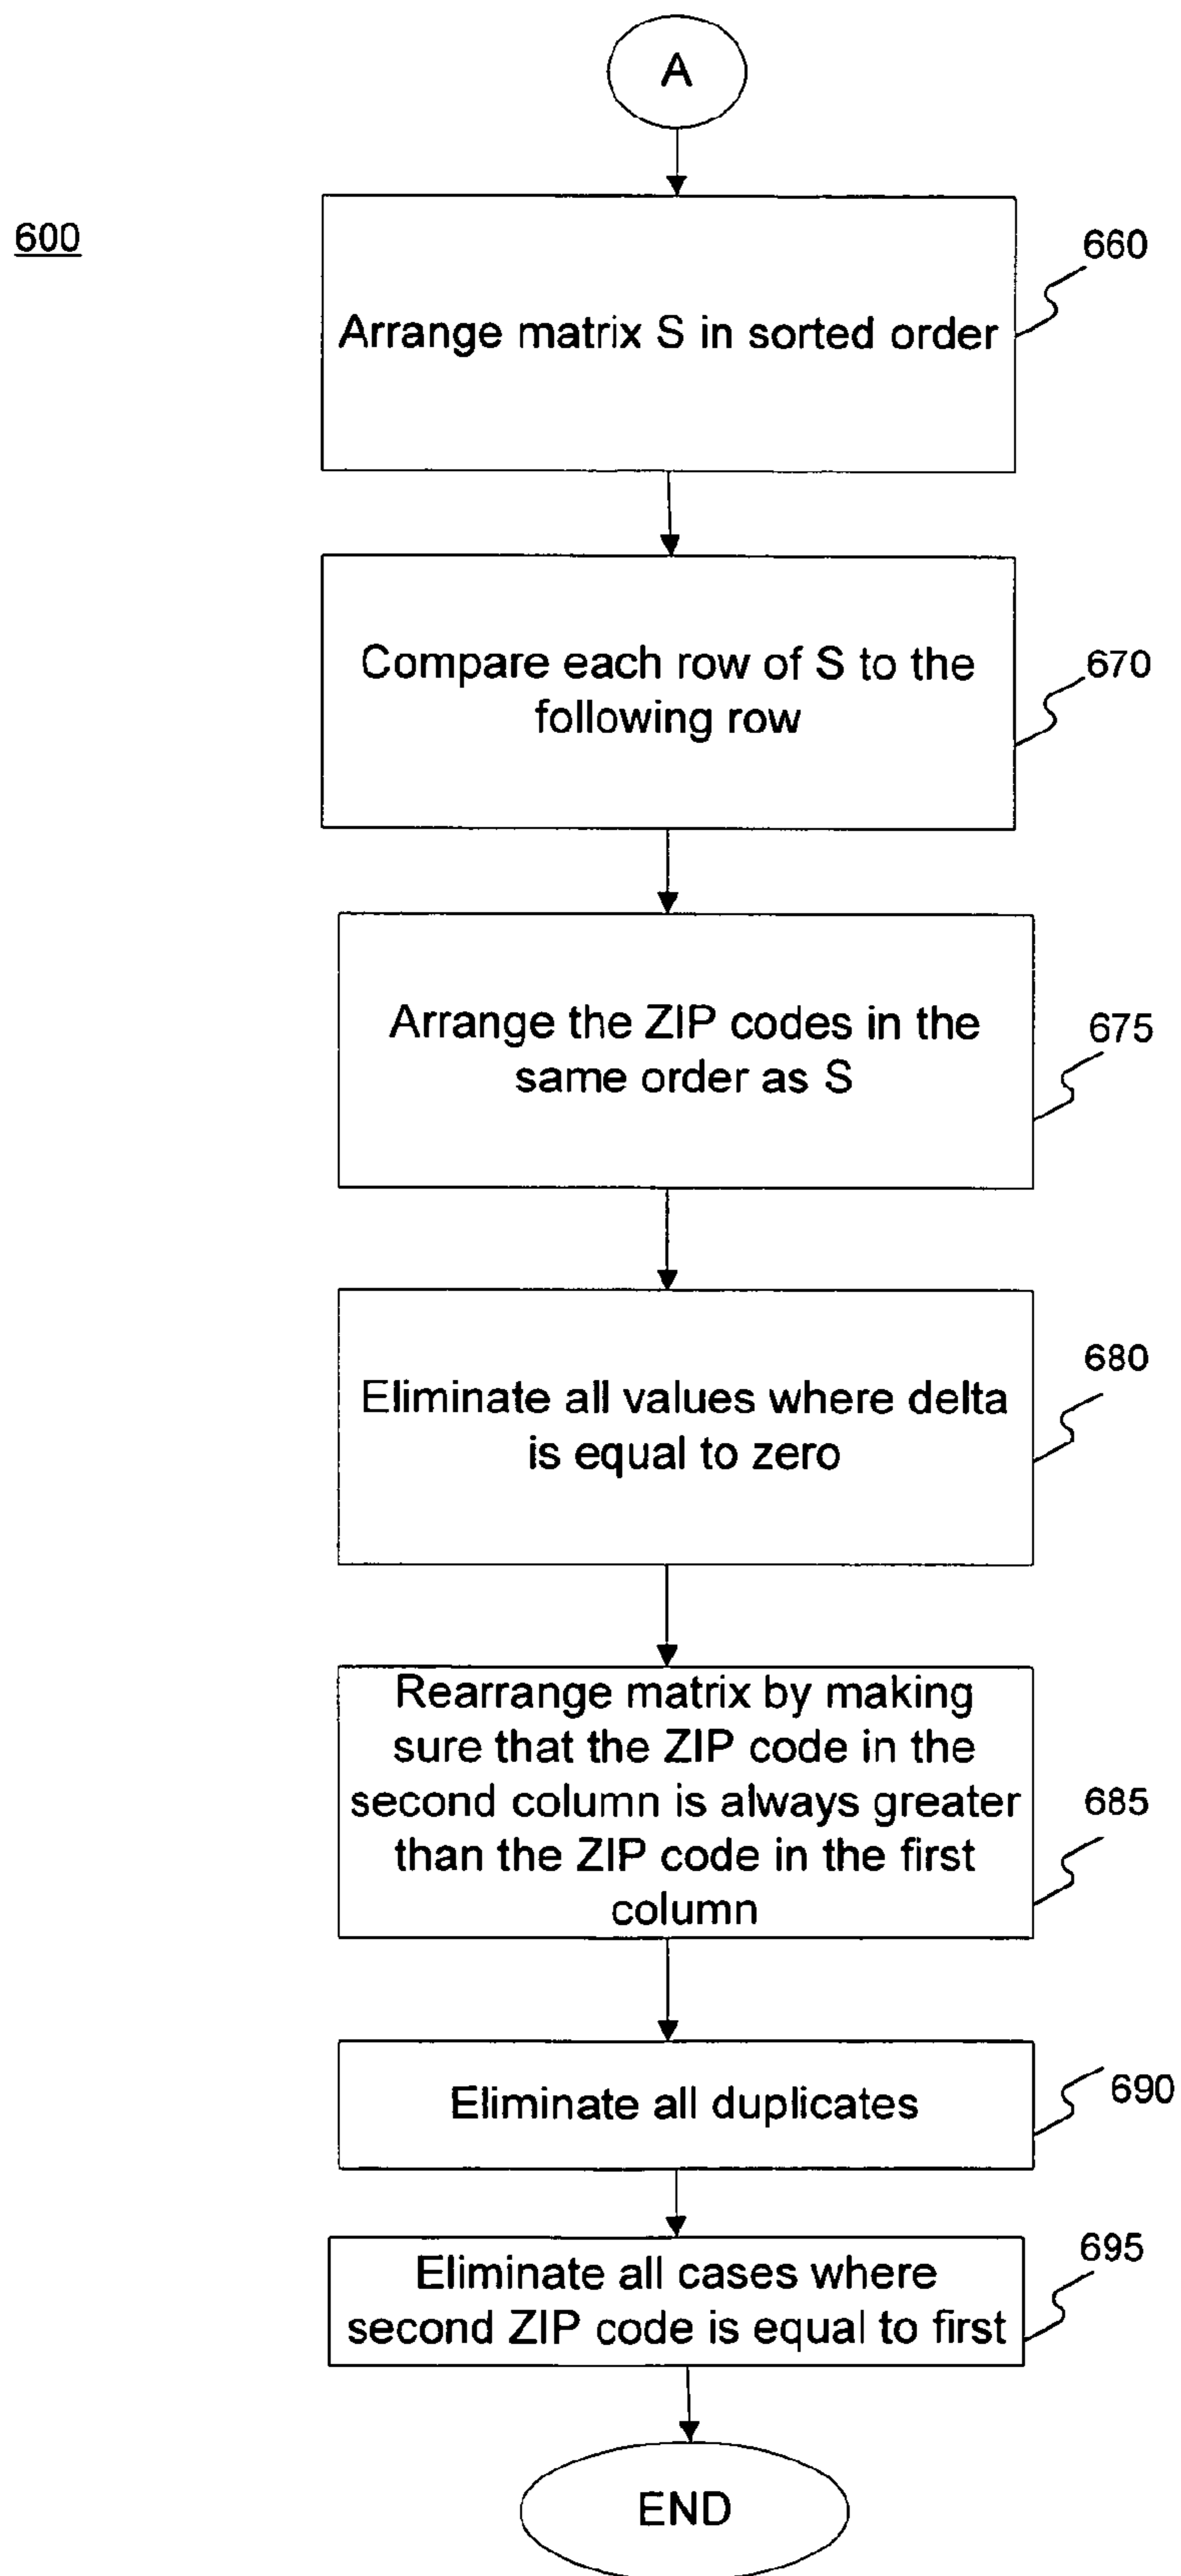 A
600
660
Arrange matrix S in sorted order
670
Compare each row of S to the
following row
675
Arrange the ZIP codes in the
same order as S
680
Eliminate all values where delta
is equal to zero
685
Rearrange matrix by making
sure that the ZIP code in the
second column is always greater
than the ZIP code in the first
column
690
Eliminate all duplicates
695
Eliminate all cases where
second ZIP code is equal to first
END